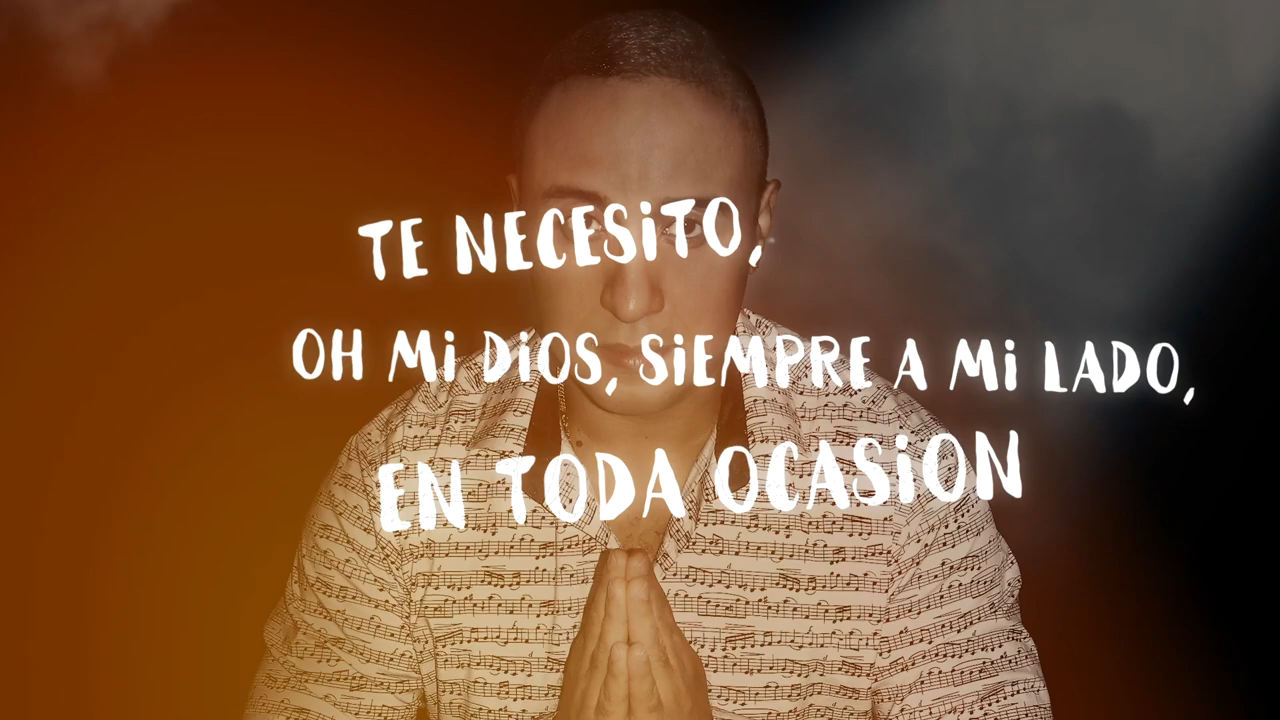 TE NECESiTO,
OH Mi DiOS, SiEMPRE A Mi LADO,
EN TODA OCASiON